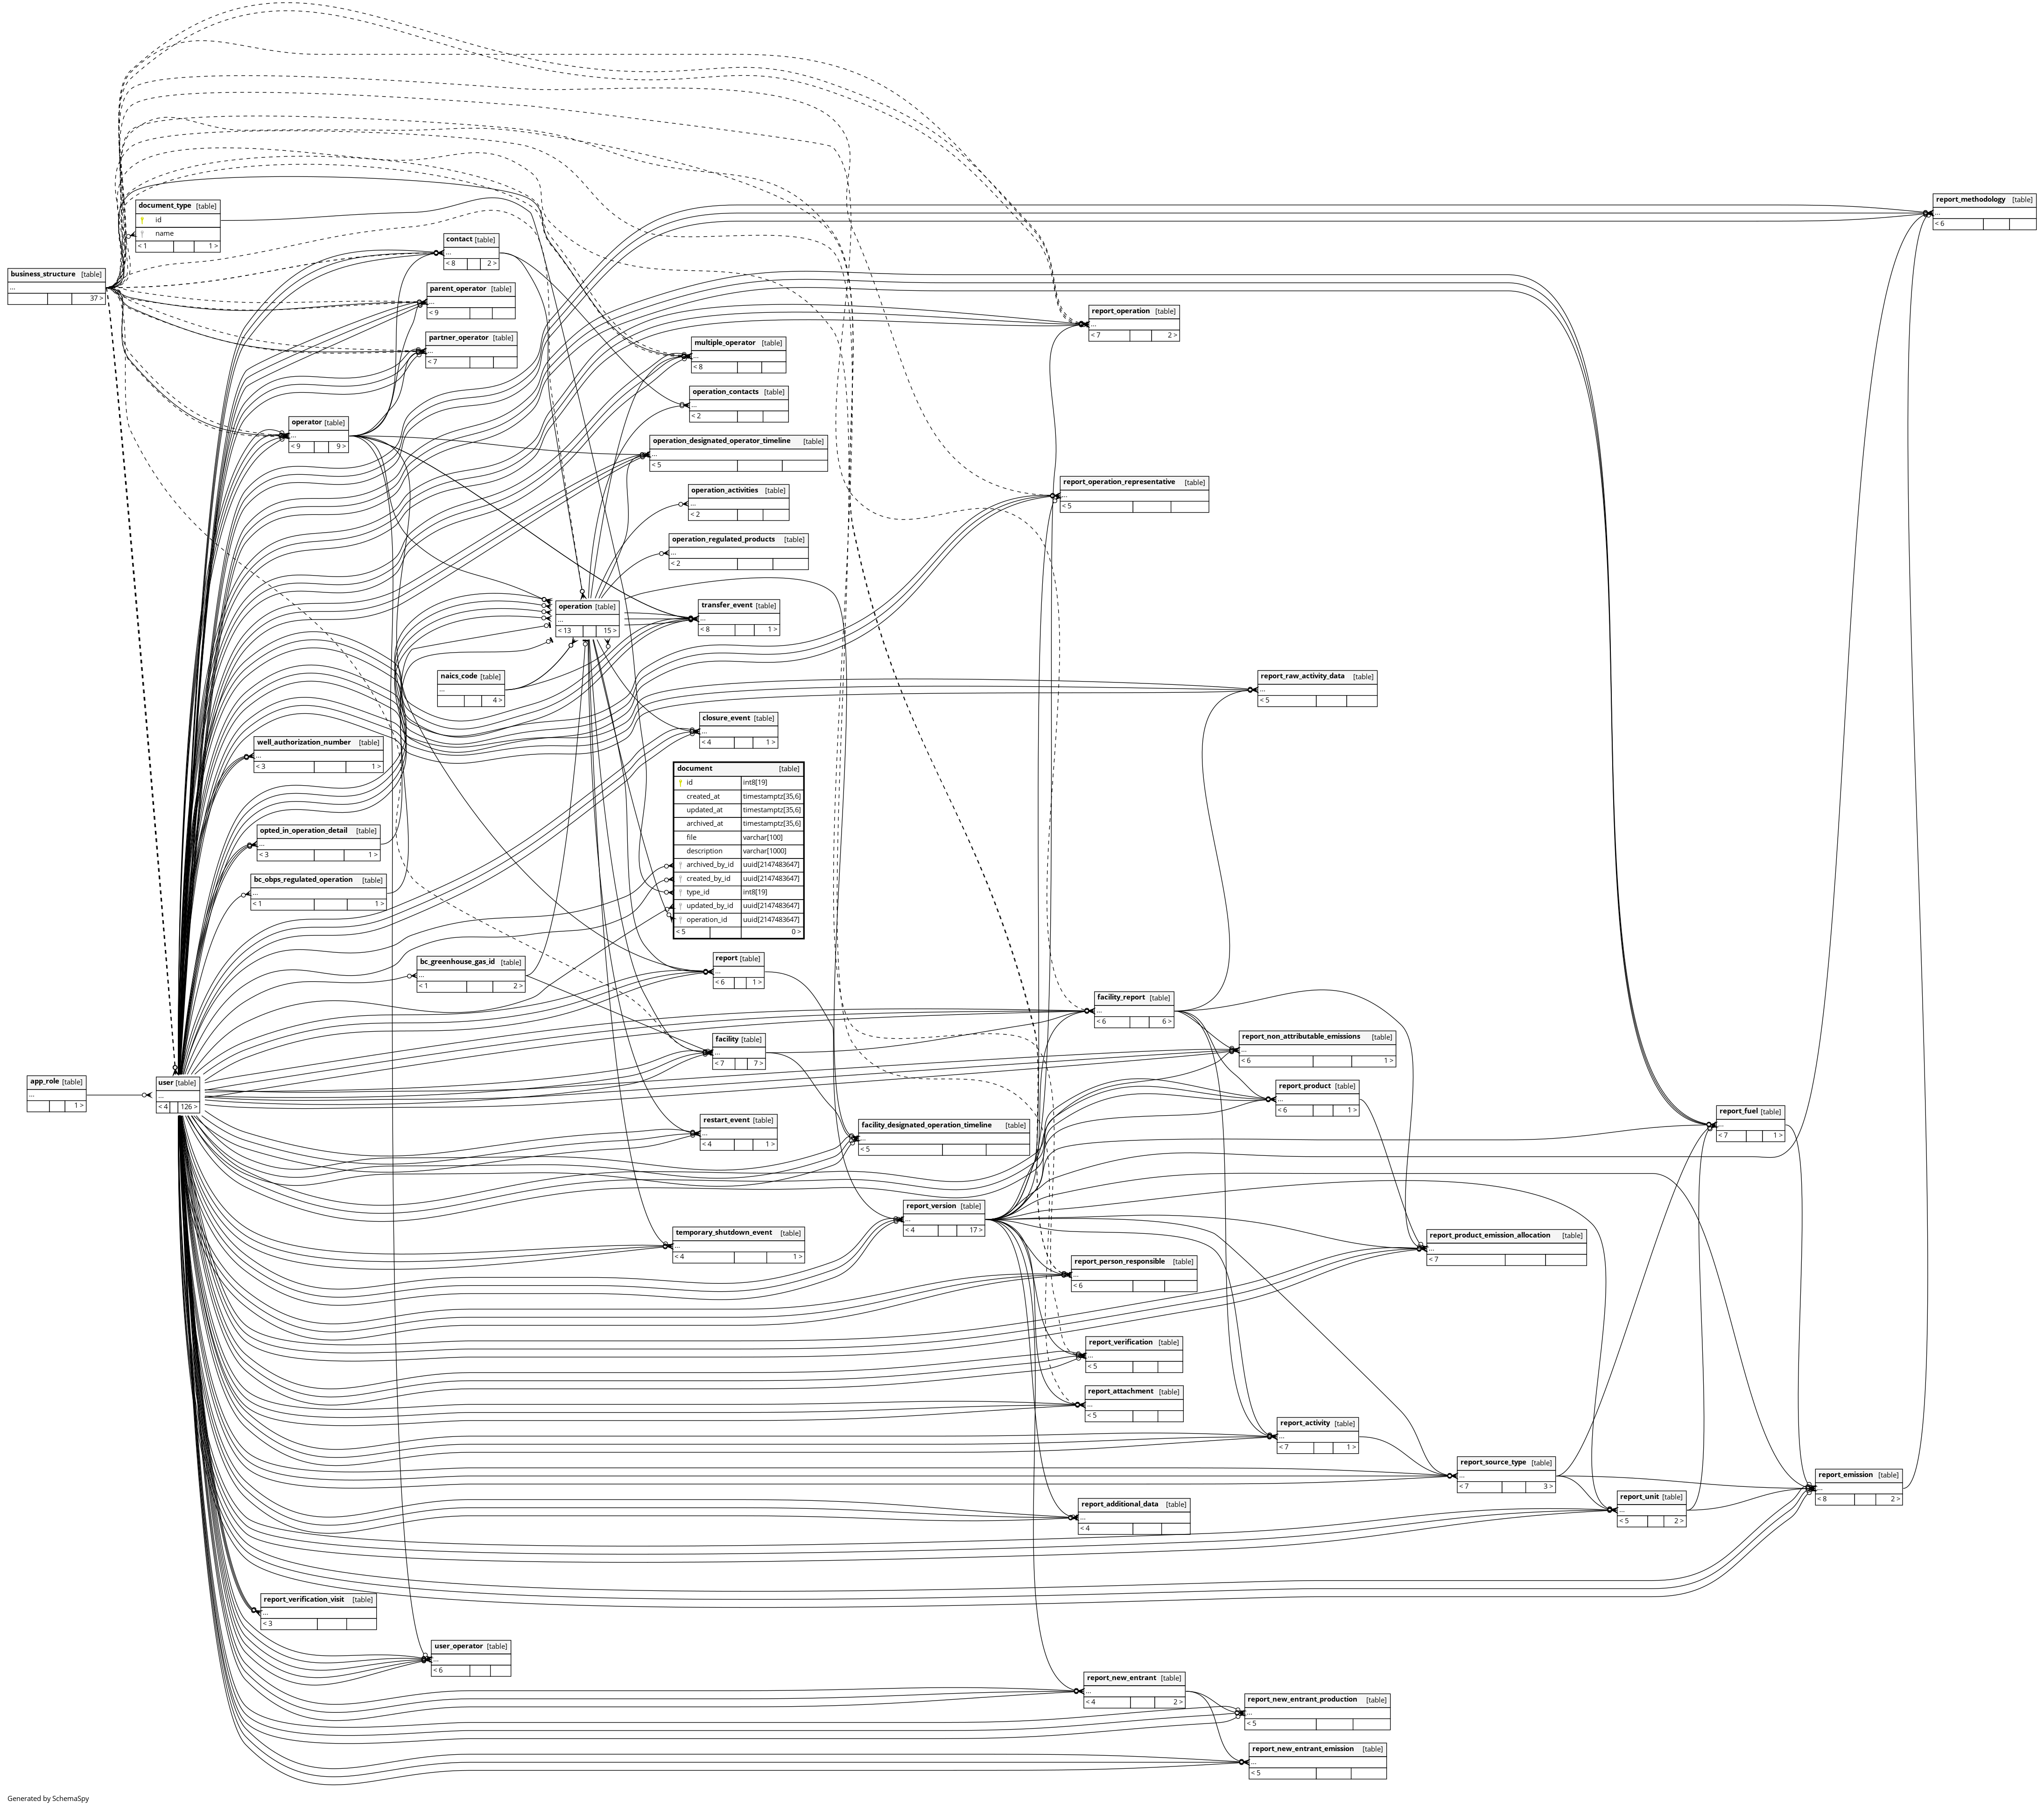 document_type [table]
id
name
< 1 1 >
business_structure [table]
...
37 >
contact [table]
...
< 8 2 >
parent_operator [table]
...
< 9
partner_operator [table]
...
< 7
operator [table]
...
< 9 9 >
multiple_operator [table]
...
< 8
operation_contacts [table]
...
< 2
operation_designated_operator_timeline [table]
...
< 5
operation_activities [table]
...
< 2
operation_regulated_products [table]
...
< 2
operation [table]
...
< 13 15 >
transfer_event [table]
...
< 8 1 >
naics_code [table]
...
4 >
closure_event [table]
...
< 4 1 >
well_authorization_number [table]
...
< 3 1 >
opted_in_operation_detail [table]
...
< 3 1 >
bc_obps_regulated_operation [table]
...
< 1 1 >
document [table]
id int8[19]
created_at timestamptz[35,6]
updated_at timestamptz[35,6]
archived_at timestamptz[35,6]
file varchar[100]
description varchar[1000]
archived_by_id uuid[2147483647]
created_by_id uuid[2147483647]
type_id int8[19]
updated_by_id uuid[2147483647]
operation_id uuid[2147483647]
< 5 0 >
bc_greenhouse_gas_id [table]
...
< 1 2 >
report [table]
...
< 6 1 >
facility [table]
...
< 7 7 >
app_role [table]
...
1 >
user [table]
...
< 4 126 >
restart_event [table]
...
< 4 1 >
facility_designated_operation_timeline [table]
...
< 5
report_version [table]
...
< 4 17 >
temporary_shutdown_event [table]
...
< 4 1 >
report_methodology [table]
...
< 6
report_operation [table]
...
< 7 2 >
report_operation_representative [table]
...
< 5
report_raw_activity_data [table]
...
< 5
facility_report [table]
...
< 6 6 >
report_non_attributable_emissions [table]
...
< 6 1 >
report_product [table]
...
< 6 1 >
report_fuel [table]
...
< 7 1 >
report_product_emission_allocation [table]
...
< 7
report_person_responsible [table]
...
< 6
report_verification [table]
...
< 5
report_attachment [table]
...
< 5
report_activity [table]
...
< 7 1 >
report_source_type [table]
...
< 7 3 >
report_emission [table]
...
< 8 2 >
report_unit [table]
...
< 5 2 >
report_additional_data [table]
...
< 4
report_verification_visit [table]
...
< 3
user_operator [table]
...
< 6
report_new_entrant [table]
...
< 4 2 >
report_new_entrant_production [table]
...
< 5
report_new_entrant_emission [table]
...
< 5
Generated by SchemaSpy